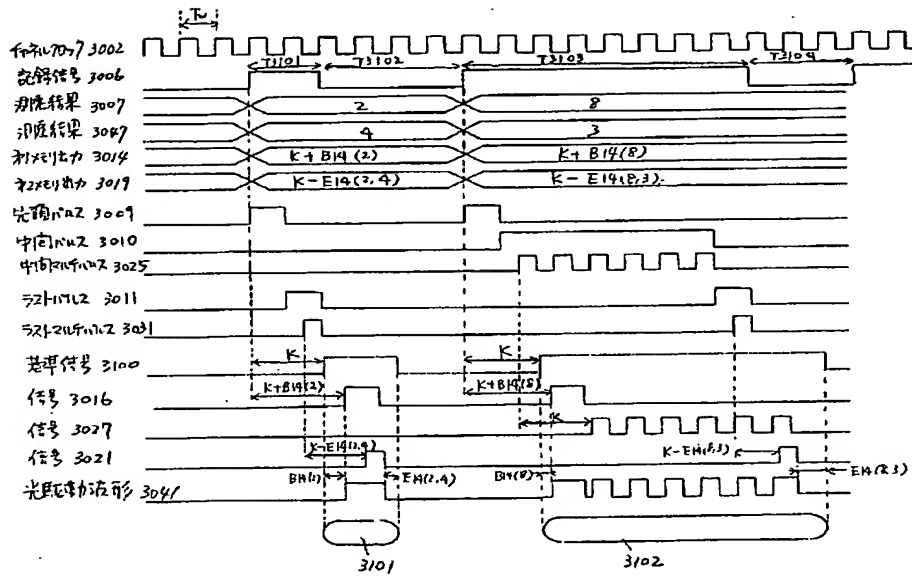 Tw
チャネルクロック 3002
T3101 T3102 T3103 T3104
記録信号 3006
測定結果 3007 2 8
測定結果 3047 4 3
第1メモリ出力 3014 K+B14(2) K+B14(8)
第2メモリ出力 3019 K-E14(2,4) K-E14(8,3)
先頭パルス 3009
中間パルス 3010
中間マルチパルス 3025
ラストパルス 3011
ラストマルチパルス 3031
基準信号 3100 K K
信号 3016 K+B14(2) K+B14(8)
信号 3027 K
信号 3021 K-E14(2,4) K-E14(8,3)
光駆動波形 3041 B14(2) E14(2,4) B14(8) E14(8,3)
3101 3102